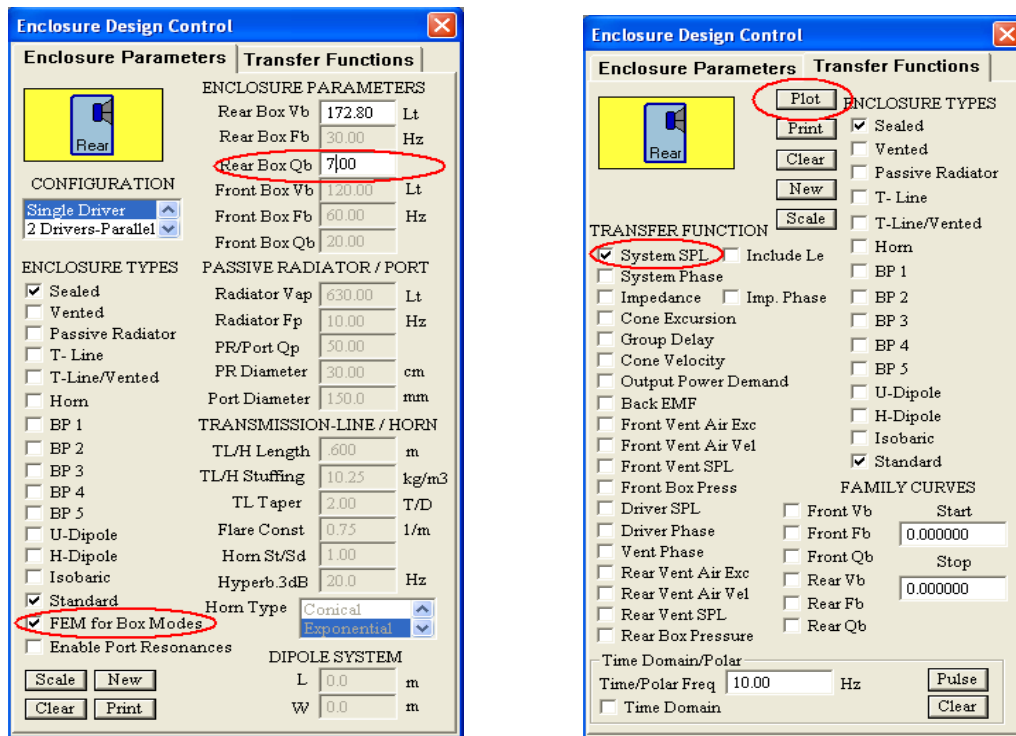 Enclosure Design Control
Enclosure Parameters
Transfer Functions
Rear
CONFIGURATION
Single Driver
2 Drivers-Parallel
ENCLOSURE TYPES
Sealed
Vented
Passive Radiator
T- Line
T-Line/Vented
Horn
BP 1
BP 2
BP 3
BP 4
BP 5
U-Dipole
H-Dipole
Isobaric
Standard
FEM for Box Modes
Enable Port Resonances
Scale New
Clear Print
ENCLOSURE PARAMETERS
Rear Box Vb 172.80 Lt
Rear Box Fb 30.00 Hz
Rear Box Qb 7.00
Front Box Vb 120.00 Lt
Front Box Fb 60.00 Hz
Front Box Qb 20.00
PASSIVE RADIATOR / PORT
Radiator Vap 630.00 Lt
Radiator Fp 10.00 Hz
PR/Port Qp 50.00
PR Diameter 30.00 cm
Port Diameter 150.0 mm
TRANSMISSION-LINE / HORN
TL/H Length .600 m
TL/H Stuffing 10.25 kg/m3
TL Taper 2.00 T/D
Flare Const 0.75 1/m
Horn St/Sd 1.00
Hyperb.3dB 20.0 Hz
Horn Type Conical
Exponential
DIPOLE SYSTEM
L 0.0 m
W 0.0 m
Enclosure Design Control
Enclosure Parameters
Transfer Functions
Rear
Plot
Print
Clear
New
Scale
TRANSFER FUNCTION
System SPL Include Le
System Phase
Impedance Imp. Phase
Cone Excursion
Group Delay
Cone Velocity
Output Power Demand
Back EMF
Front Vent Air Exc
Front Vent Air Vel
Front Vent SPL
Front Box Press
Driver SPL
Driver Phase
Vent Phase
Rear Vent Air Exc
Rear Vent Air Vel
Rear Vent SPL
Rear Box Pressure
ENCLOSURE TYPES
Sealed
Vented
Passive Radiator
T- Line
T-Line/Vented
Horn
BP 1
BP 2
BP 3
BP 4
BP 5
U-Dipole
H-Dipole
Isobaric
Standard
FAMILY CURVES
Front Vb
Front Fb
Front Qb
Rear Vb
Rear Fb
Rear Qb
Start
0.000000
Stop
0.000000
Time Domain/Polar
Time/Polar Freq 10.00 Hz
Time Domain
Pulse
Clear